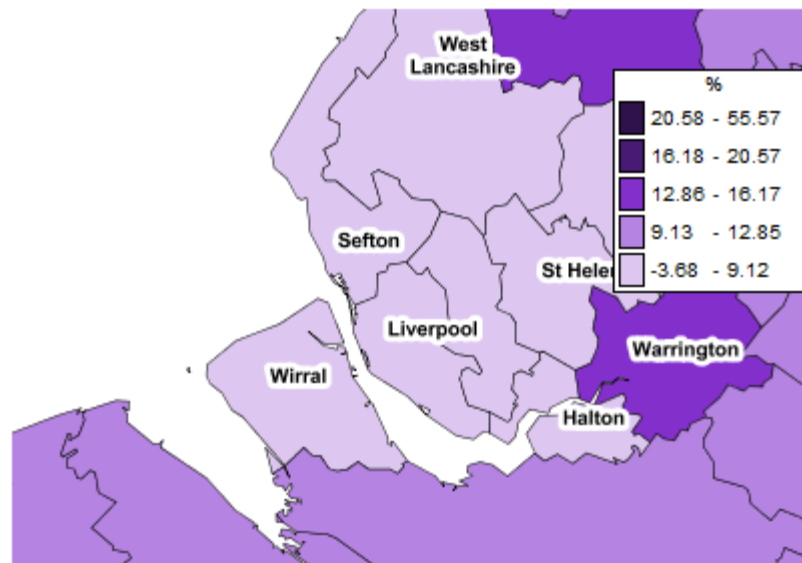 West
Lancashire
%
20.58 - 55.57
16.18 - 20.57
12.86 - 16.17
9.13 - 12.85
-3.68 - 9.12
Sefton
St Helen
Liverpool
Warrington
Wirral
Halton